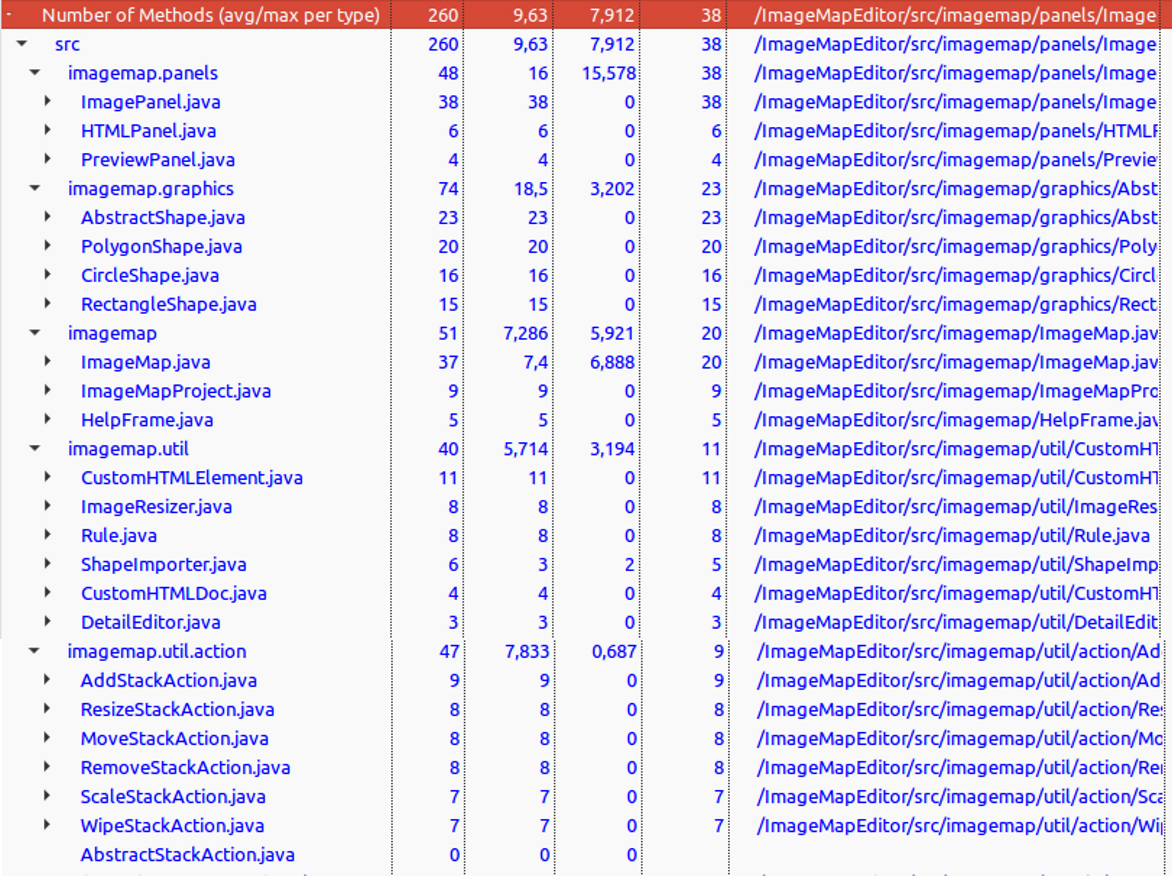 Number of Methods (avg/max per type) 260 9,63 7,912 38 /ImageMapEditor/src/imagemap/panels/Image
src 260 9,63 7,912 38 /ImageMapEditor/src/imagemap/panels/Image
imagemap.panels 48 16 15,578 38 /ImageMapEditor/src/imagemap/panels/Image
ImagePanel.java 38 38 0 38 /ImageMapEditor/src/imagemap/panels/Image
HTMLPanel.java 6 6 0 6 /ImageMapEditor/src/imagemap/panels/HTMLF
PreviewPanel.java 4 4 0 4 /ImageMapEditor/src/imagemap/panels/Previe
imagemap.graphics 74 18,5 3,202 23 /ImageMapEditor/src/imagemap/graphics/Abst
AbstractShape.java 23 23 0 23 /ImageMapEditor/src/imagemap/graphics/Abst
PolygonShape.java 20 20 0 20 /ImageMapEditor/src/imagemap/graphics/Poly
CircleShape.java 16 16 0 16 /ImageMapEditor/src/imagemap/graphics/Circl
RectangleShape.java 15 15 0 15 /ImageMapEditor/src/imagemap/graphics/Rect
imagemap 51 7,286 5,921 20 /ImageMapEditor/src/imagemap/ImageMap.jav
ImageMap.java 37 7,4 6,888 20 /ImageMapEditor/src/imagemap/ImageMap.jav
ImageMapProject.java 9 9 0 9 /ImageMapEditor/src/imagemap/ImageMapPro
HelpFrame.java 5 5 0 5 /ImageMapEditor/src/imagemap/HelpFrame.jav
imagemap.util 40 5,714 3,194 11 /ImageMapEditor/src/imagemap/util/CustomHT
CustomHTMLElement.java 11 11 0 11 /ImageMapEditor/src/imagemap/util/CustomHT
ImageResizer.java 8 8 0 8 /ImageMapEditor/src/imagemap/util/ImageRes
Rule.java 8 8 0 8 /ImageMapEditor/src/imagemap/util/Rule.java
ShapeImporter.java 6 3 2 5 /ImageMapEditor/src/imagemap/util/ShapeImp
CustomHTMLDoc.java 4 4 0 4 /ImageMapEditor/src/imagemap/util/CustomHT
DetailEditor.java 3 3 0 3 /ImageMapEditor/src/imagemap/util/DetailEdit
imagemap.util.action 47 7,833 0,687 9 /ImageMapEditor/src/imagemap/util/action/Ad
AddStackAction.java 9 9 0 9 /ImageMapEditor/src/imagemap/util/action/Ad
ResizeStackAction.java 8 8 0 8 /ImageMapEditor/src/imagemap/util/action/Res
MoveStackAction.java 8 8 0 8 /ImageMapEditor/src/imagemap/util/action/Mo
RemoveStackAction.java 8 8 0 8 /ImageMapEditor/src/imagemap/util/action/Rei
ScaleStackAction.java 7 7 0 7 /ImageMapEditor/src/imagemap/util/action/Sca
WipeStackAction.java 7 7 0 7 /ImageMapEditor/src/imagemap/util/action/Wi
AbstractStackAction.java 0 0 0